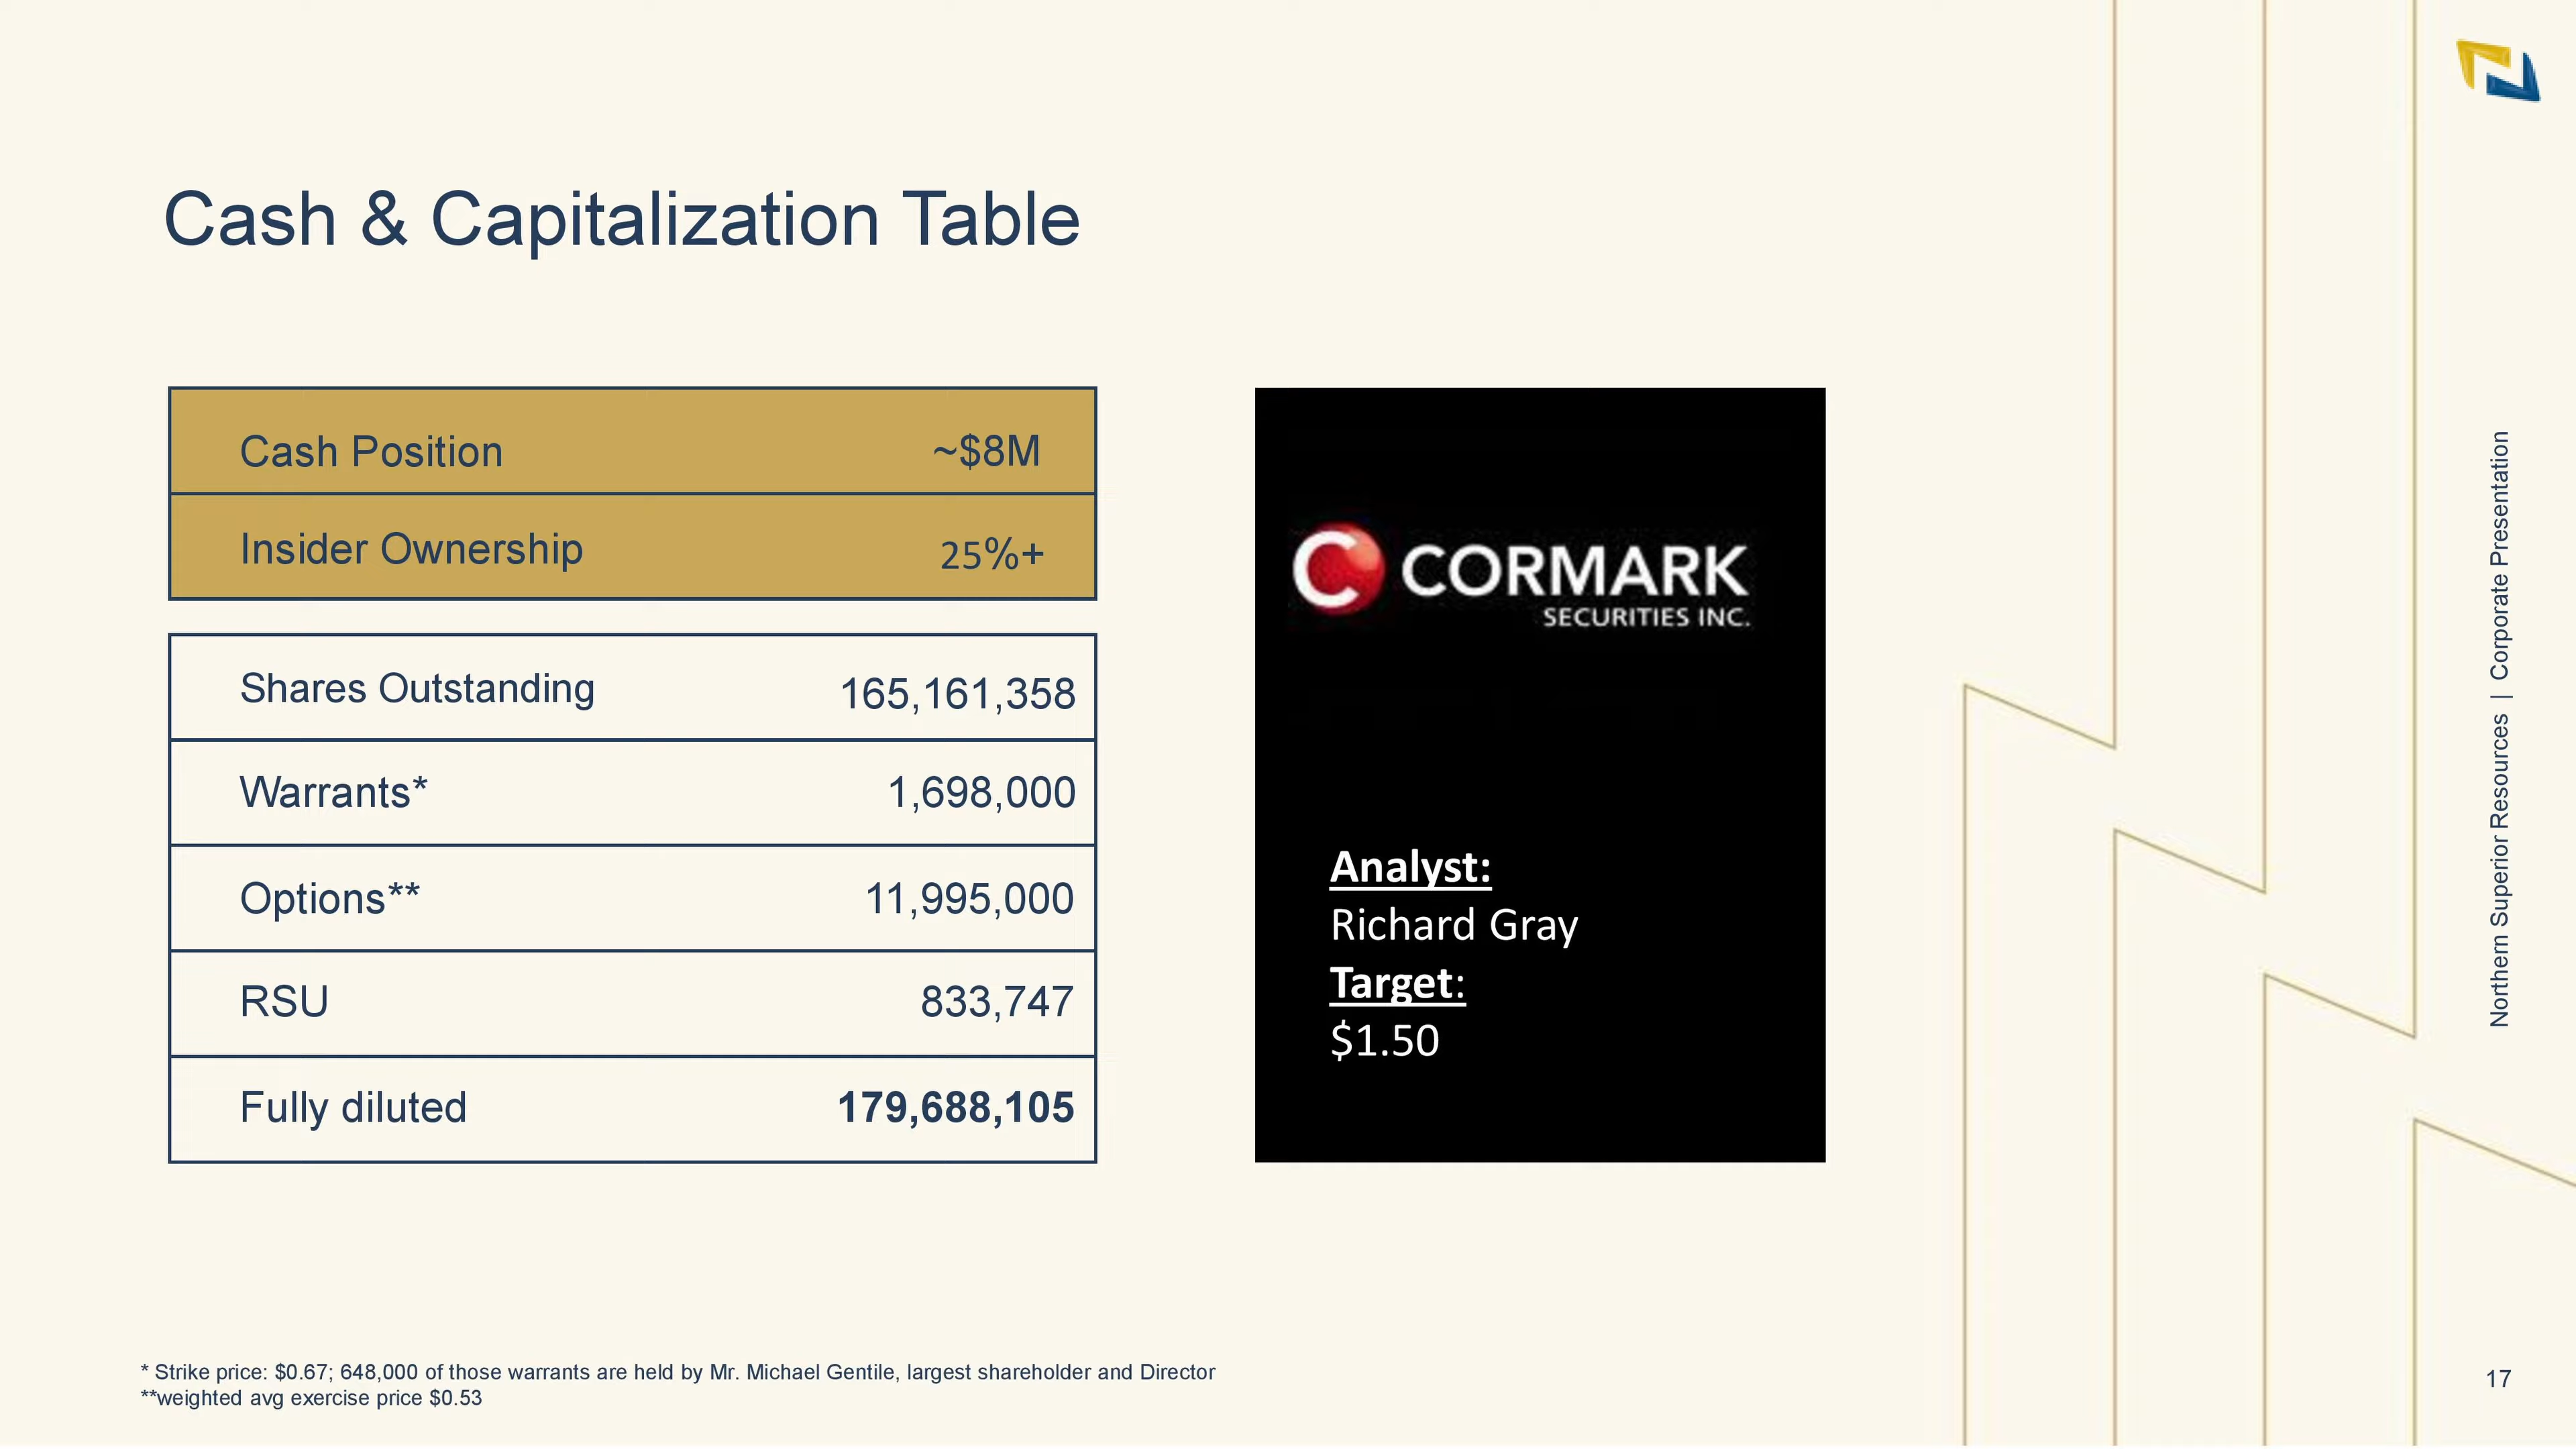 Cash & Capitalization Table
Cash Position ~$8M
Insider Ownership 25%+
Shares Outstanding 165,161,358
Warrants* 1,698,000
Options** 11,995,000
RSU 833,747
Fully diluted 179,688,105
C CORMARK
SECURITIES INC.
Analyst:
Richard Gray
Target:
$1.50
Northern Superior Resources | Corporate Presentation
* Strike price: $0.67; 648,000 of those warrants are held by Mr. Michael Gentile, largest shareholder and Director
**weighted avg exercise price $0.53
17